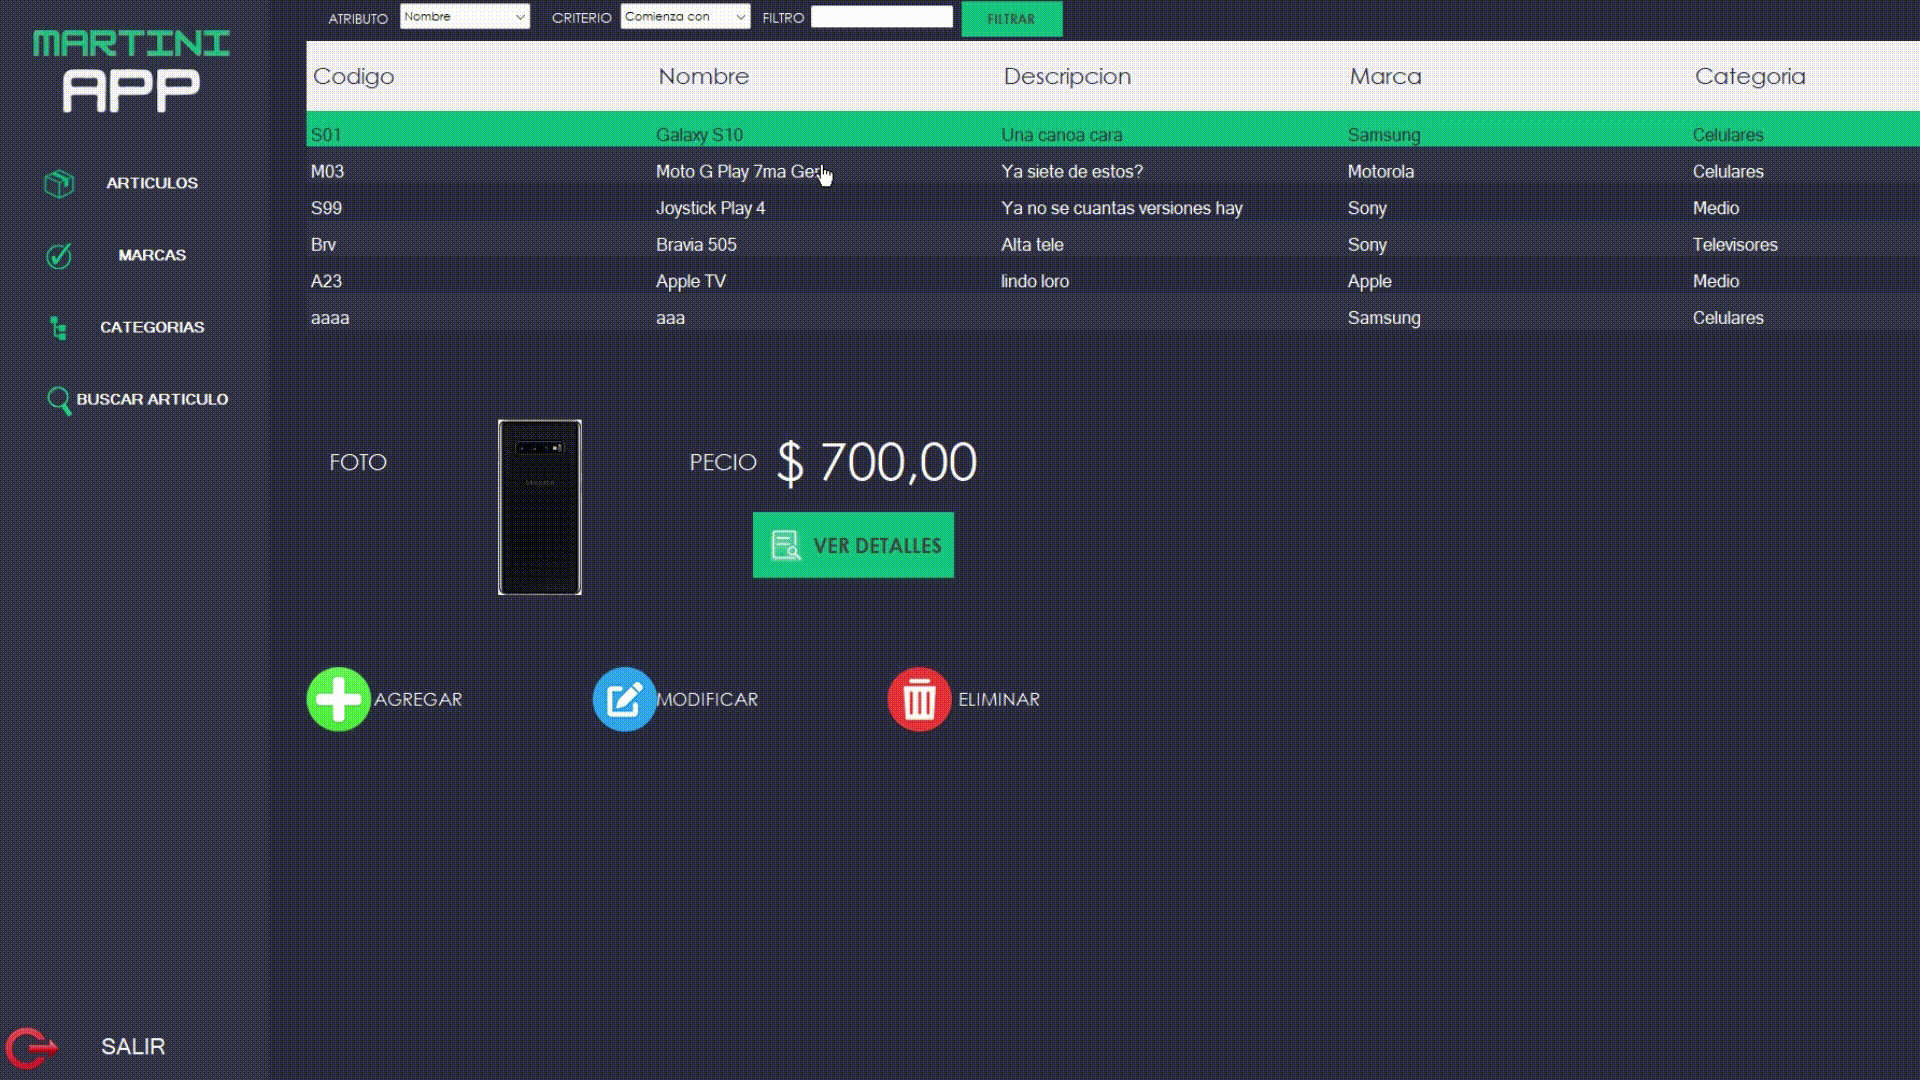 MARTINI
APP
ARTICULOS
MARCAS
CATEGORIAS
BUSCAR ARTICULO
SALIR
ATRIBUTO Nombre CRITERIO Comienza con FILTRO FILTRAR
Codigo Nombre Descripcion Marca Categoria
S01 Galaxy S10 Una canoa cara Samsung Celulares
M03 Moto G Play 7ma Gen Ya siete de estos? Motorola Celulares
S99 Joystick Play 4 Ya no se cuantas versiones hay Sony Medio
Brv Bravia 505 Alta tele Sony Televisores
A23 Apple TV lindo loro Apple Medio
aaaa aaa Samsung Celulares
FOTO PECIO $ 700,00
VER DETALLES
AGREGAR MODIFICAR ELIMINAR